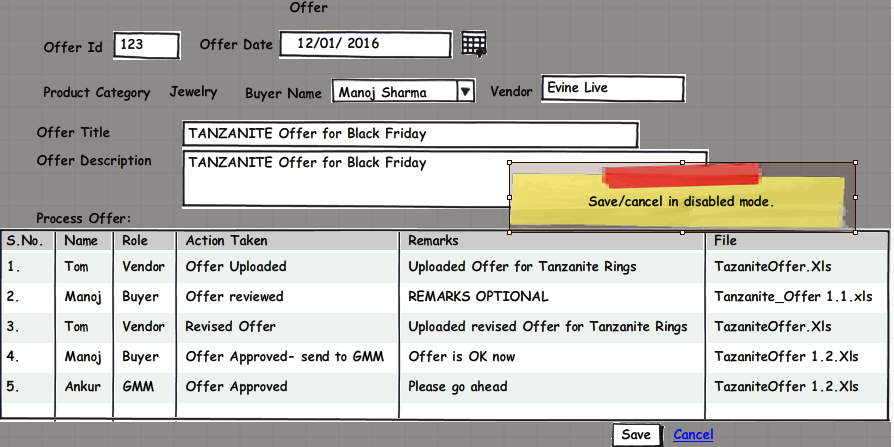 Offer
Offer Id 123 Offer Date 12/01/ 2016
Product Category Jewelry Buyer Name Manoj Sharma Vendor Evine Live
Offer Title TANZANITE Offer for Black Friday
Offer Description TANZANITE Offer for Black Friday
Save/cancel in disabled mode.
Process Offer:
S.No. Name Role Action Taken Remarks File
1. Tom Vendor Offer Uploaded Uploaded Offer for Tanzanite Rings TazaniteOffer.Xls
2. Manoj Buyer Offer reviewed REMARKS OPTIONAL Tanzanite_Offer 1.1.xls
3. Tom Vendor Revised Offer Uploaded revised Offer for Tanzanite Rings TazaniteOffer.Xls
4. Manoj Buyer Offer Approved- send to GMM Offer is OK now TazaniteOffer 1.2.Xls
5. Ankur GMM Offer Approved Please go ahead TazaniteOffer 1.2.Xls
Save Cancel